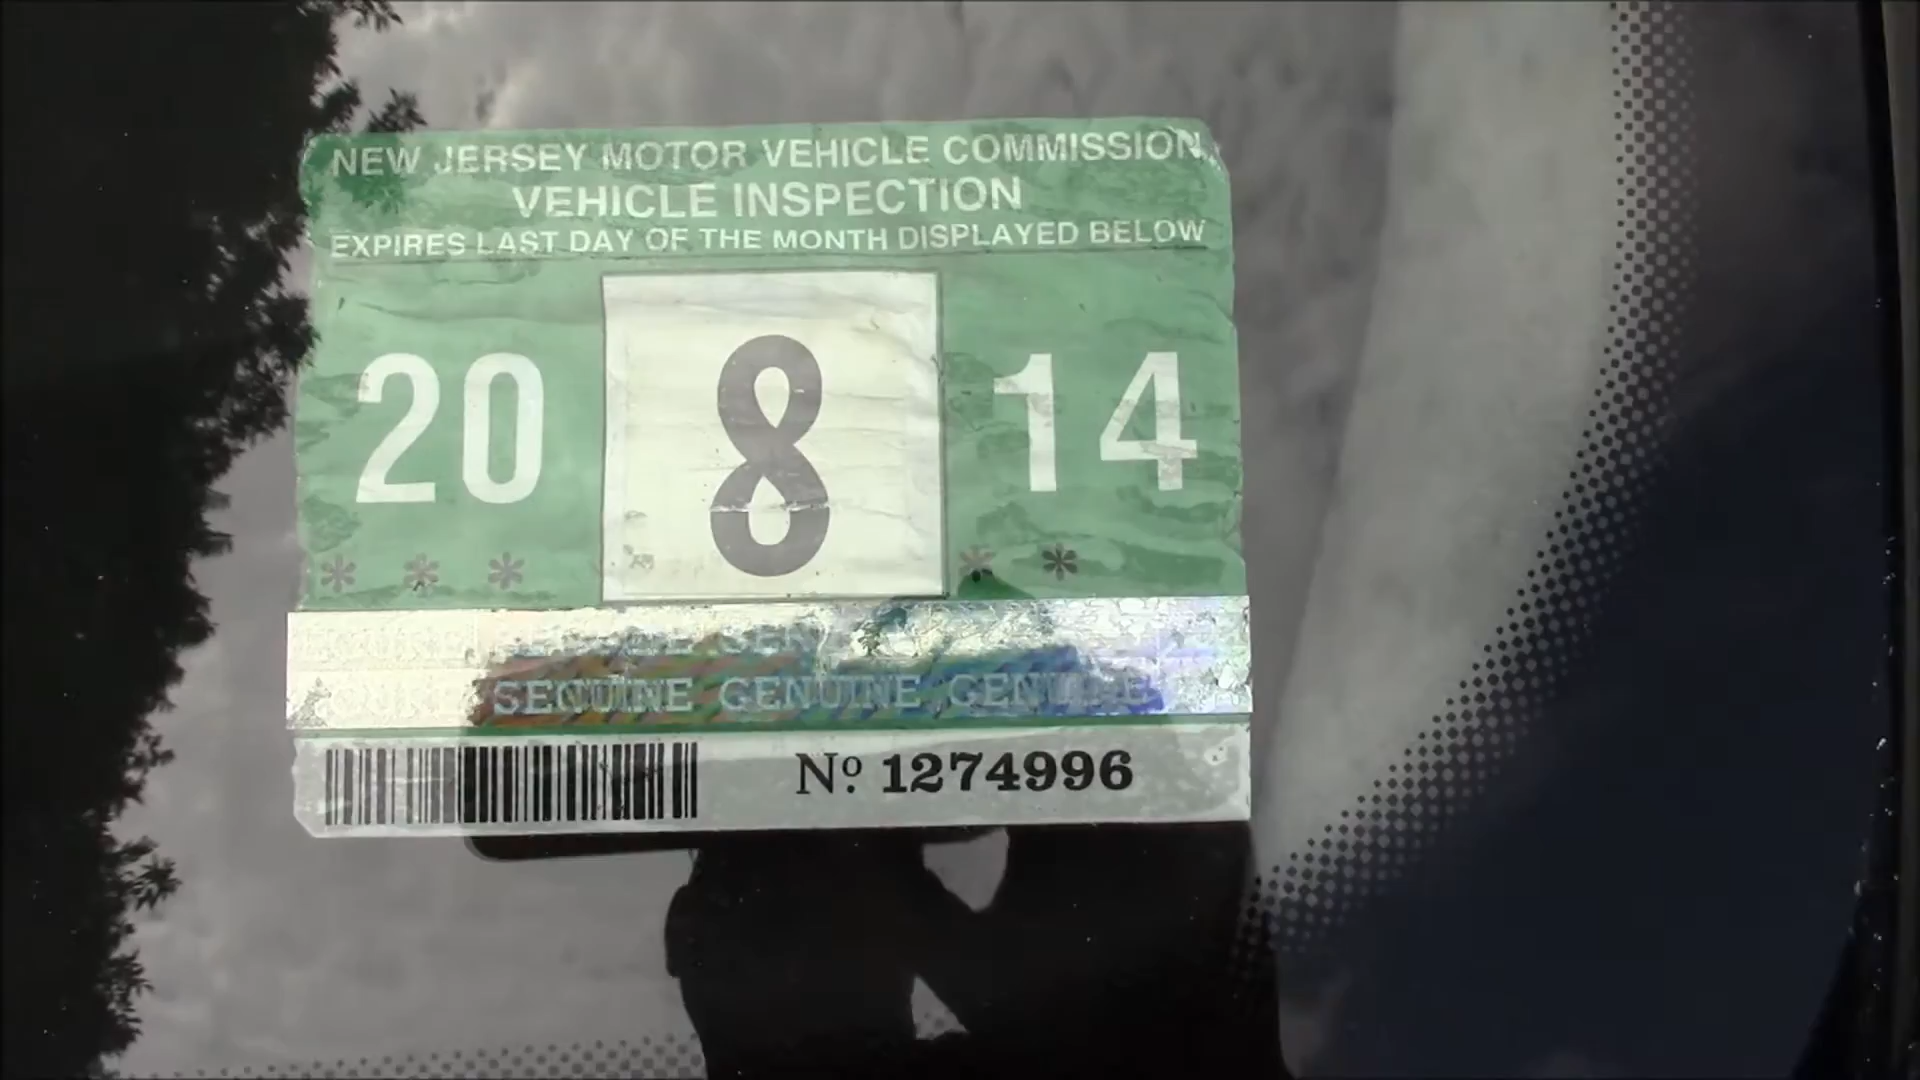 NEW JERSEY MOTOR VEHICLE COMMISSION
VEHICLE INSPECTION
EXPIRES LAST DAY OF THE MONTH DISPLAYED BELOW
20 8 14
* * * * *
GENUINE GENUINE
Nº 1274996